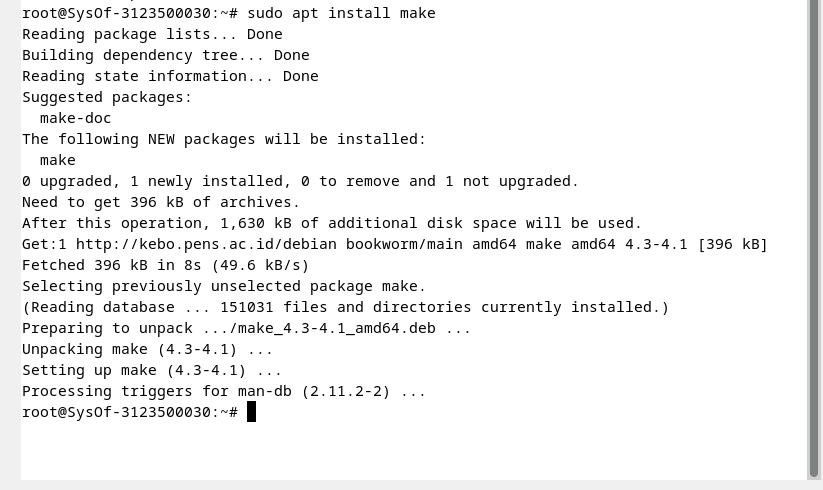 root@SysOf-3123500030:~# sudo apt install make
Reading package lists... Done
Building dependency tree... Done
Reading state information... Done
Suggested packages:
  make-doc
The following NEW packages will be installed:
  make
0 upgraded, 1 newly installed, 0 to remove and 1 not upgraded.
Need to get 396 kB of archives.
After this operation, 1,630 kB of additional disk space will be used.
Get:1 http://kebo.pens.ac.id/debian bookworm/main amd64 make amd64 4.3-4.1 [396 kB]
Fetched 396 kB in 8s (49.6 kB/s)
Selecting previously unselected package make.
(Reading database ... 151031 files and directories currently installed.)
Preparing to unpack .../make_4.3-4.1_amd64.deb ...
Unpacking make (4.3-4.1) ...
Setting up make (4.3-4.1) ...
Processing triggers for man-db (2.11.2-2) ...
root@SysOf-3123500030:~#